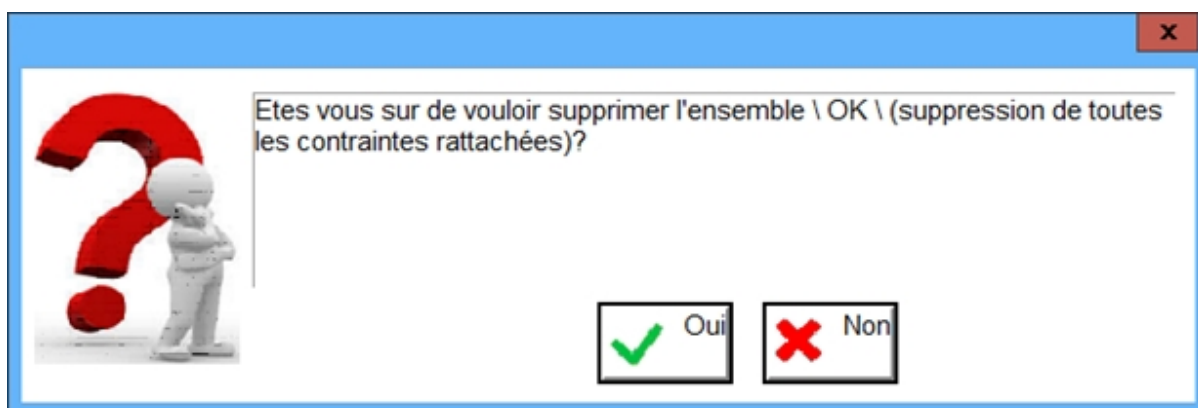 Etes vous sur de vouloir supprimer l'ensemble \ OK \ (suppression de toutes
les contraintes rattachées)?
Oui
Non